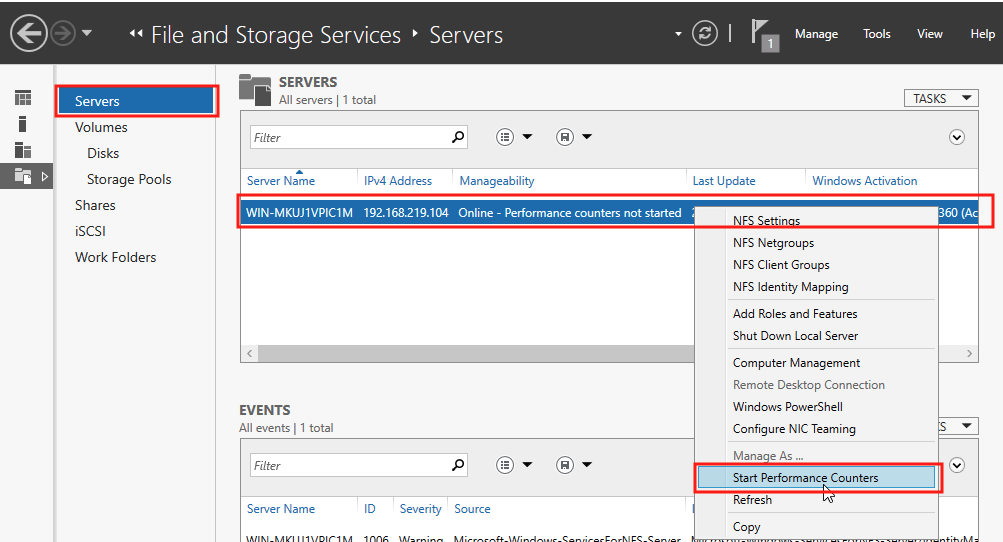 File and Storage Services Servers
1 Manage Tools View Help
Servers
Volumes
Disks
Storage Pools
Shares
iSCSI
Work Folders
SERVERS
All servers | 1 total
TASKS
Filter
Server Name IPv4 Address Manageability Last Update Windows Activation
WIN-MKUJ1VPIC1M 192.168.219.104 Online - Performance counters not started 360 (Ac
NFS Settings
NFS Netgroups
NFS Client Groups
NFS Identity Mapping
Add Roles and Features
Shut Down Local Server
Computer Management
Remote Desktop Connection
Windows PowerShell
Configure NIC Teaming
Manage As ...
Start Performance Counters
Refresh
Copy
EVENTS
All events | 1 total
Filter
Server Name ID Severity Source
WIN-MKUJ1VPIC1M 1006 Warning Microsoft-Windows-ServicesForNFS-Server